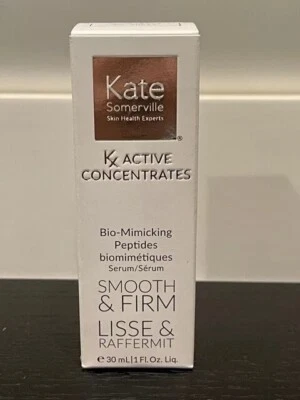 Kate
Somerville
Skin Health Experts
®
Kx ACTIVE
CONCENTRATES
Bio-Mimicking
Peptides
biomimétiques
Serum/Sérum
SMOOTH
& FIRM
LISSE &
RAFFERMIT
℮ 30 mL|1 Fl. Oz. Liq.